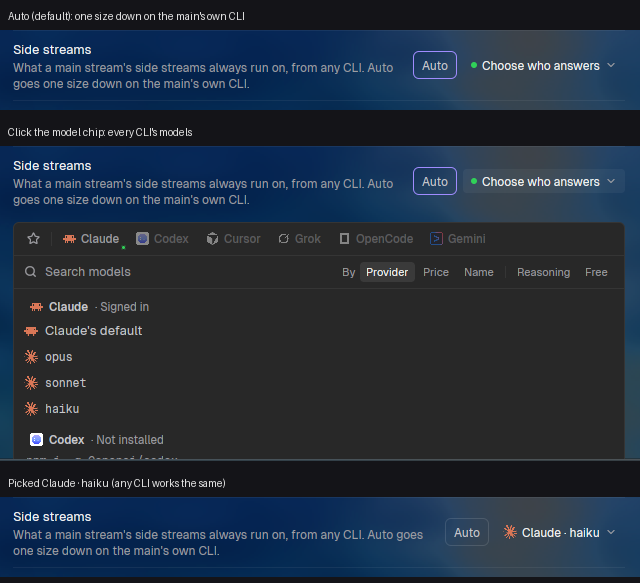 Auto (default): one size down on the main's own CLI
Side streams
What a main stream's side streams always run on, from any CLI. Auto
goes one size down on the main's own CLI.
Auto
Choose who answers
Click the model chip: every CLI's models
Side streams
What a main stream's side streams always run on, from any CLI. Auto
goes one size down on the main's own CLI.
Auto
Choose who answers
Claude Codex Cursor Grok OpenCode Gemini
Search models
By Provider Price Name Reasoning Free
Claude · Signed in
Claude's default
opus
sonnet
haiku
Codex · Not installed
Picked Claude · haiku (any CLI works the same)
Side streams
What a main stream's side streams always run on, from any CLI. Auto goes
one size down on the main's own CLI.
Auto
Claude · haiku